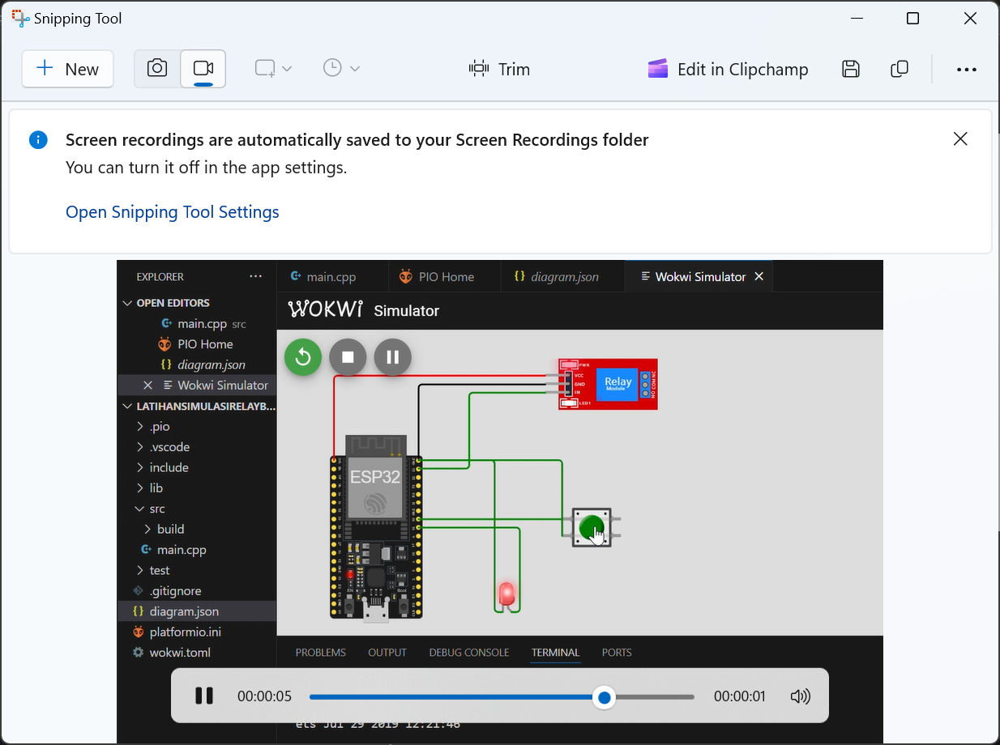 Snipping Tool
New
Trim
Edit in Clipchamp
Screen recordings are automatically saved to your Screen Recordings folder
You can turn it off in the app settings.
Open Snipping Tool Settings
EXPLORER
main.cpp
PIO Home
diagram.json
Wokwi Simulator
OPEN EDITORS
main.cpp src
PIO Home
diagram.json
Wokwi Simulator
LATIHANSIMULASIRELAYB...
.pio
.vscode
include
lib
src
build
main.cpp
test
.gitignore
diagram.json
platformio.ini
wokwi.toml
WOKWI Simulator
PWR
VCC
GND
IN
LED1
Relay
Module
NO COM NC
ESP32
EN
Boot
PROBLEMS
OUTPUT
DEBUG CONSOLE
TERMINAL
PORTS
00:00:05
00:00:01
ets Jul 29 2019 12:21:46